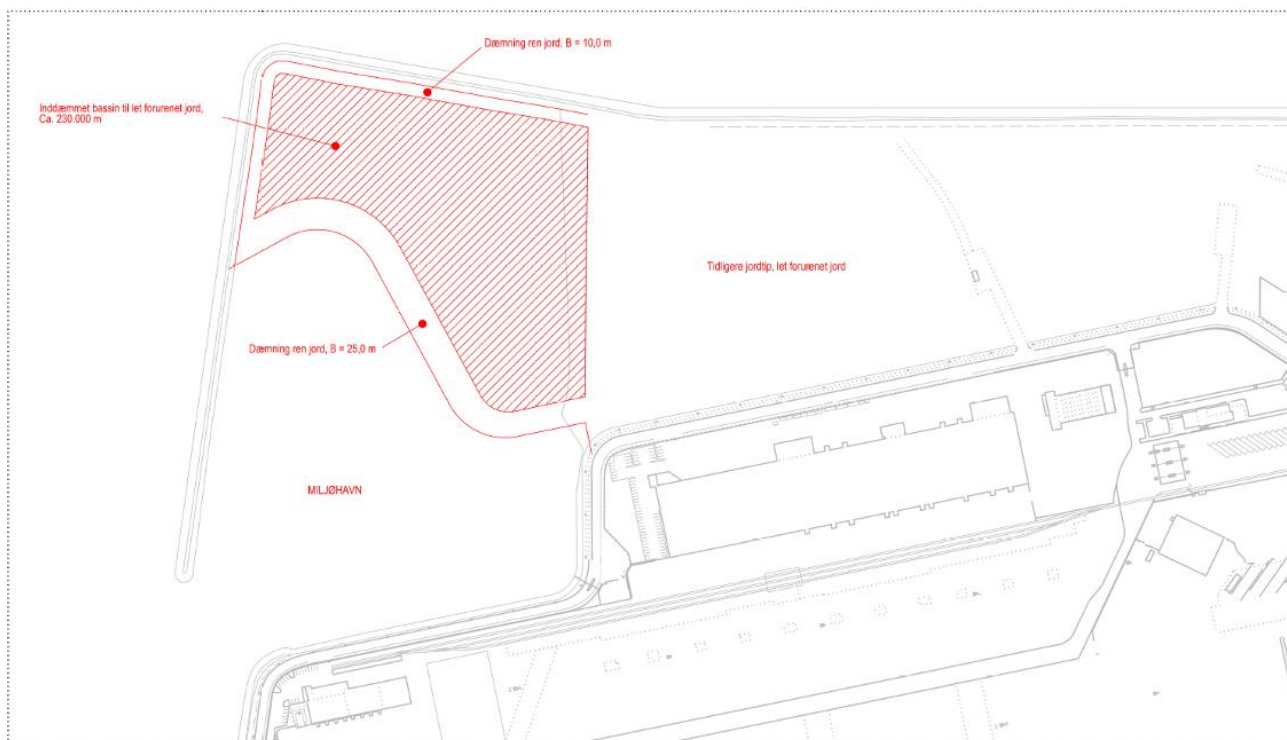 Dæmning ren jord, B = 10,0 m
Inddæmmet bassin til let forurenet jord,
Ca. 230.000 m
Tidligere jordtip, let forurenet jord
Dæmning ren jord, B = 25,0 m
MILJØHAVN